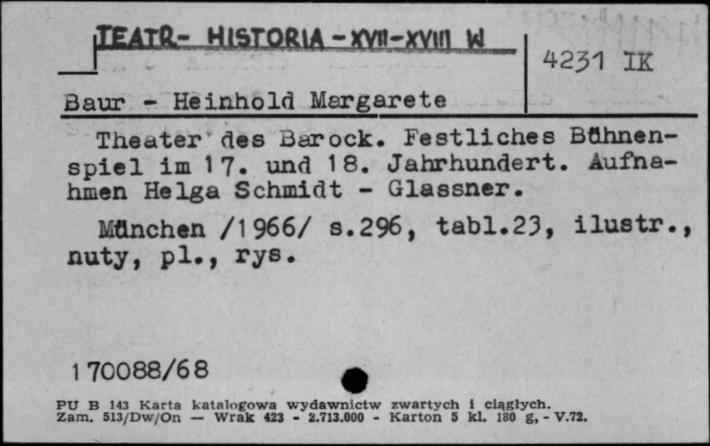 TEATR- HISTORIA - XVII-XVIII W
4231 IK
Baur - Heinhold Margarete
Theater des Barock. Festliches Bühnen-
spiel im 17. und 18. Jahrhundert. Aufna-
hmen Helga Schmidt - Glassner.
München /1966/ s.296, tabl.23, ilustr.,
nuty, pl., rys.
170088/68
PU B 143 Karta katalogowa wydawnictw zwartych i ciągłych.
Zam. 513/Dw/On — Wrak 423 - 2.713.000 - Karton 5 kl. 180 g, - V.72.